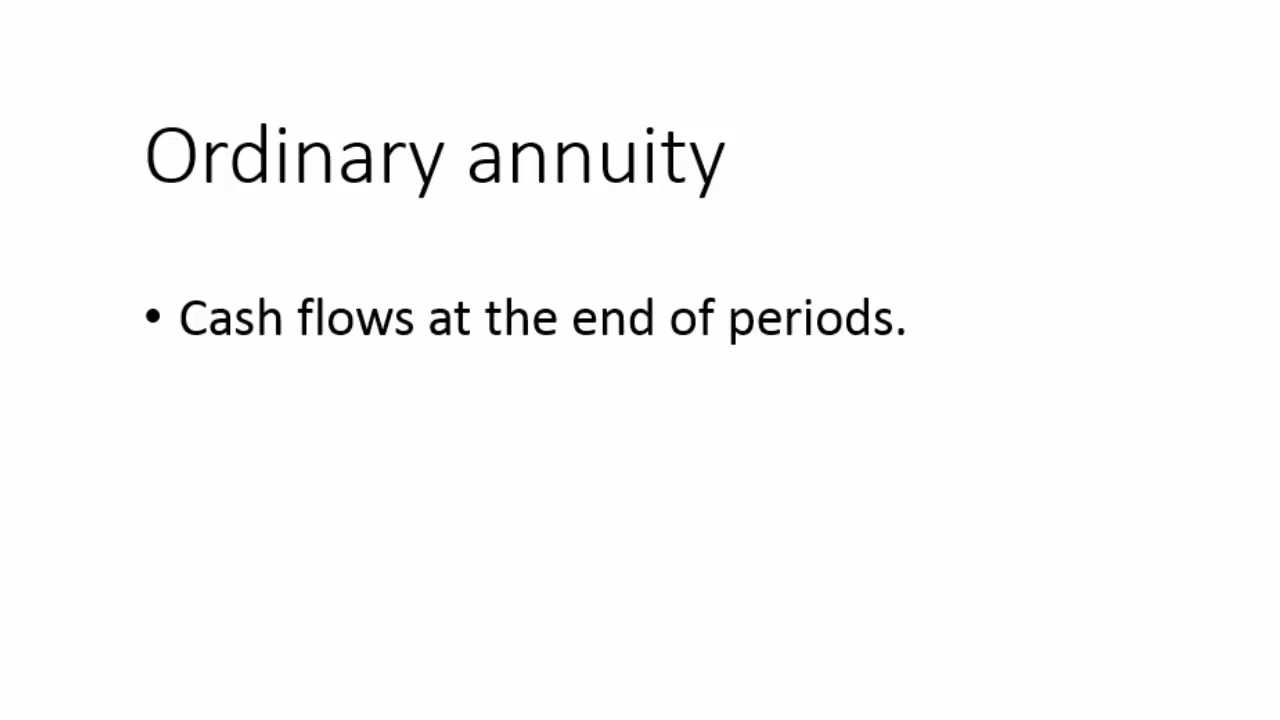 Ordinary annuity
• Cash flows at the end of periods.